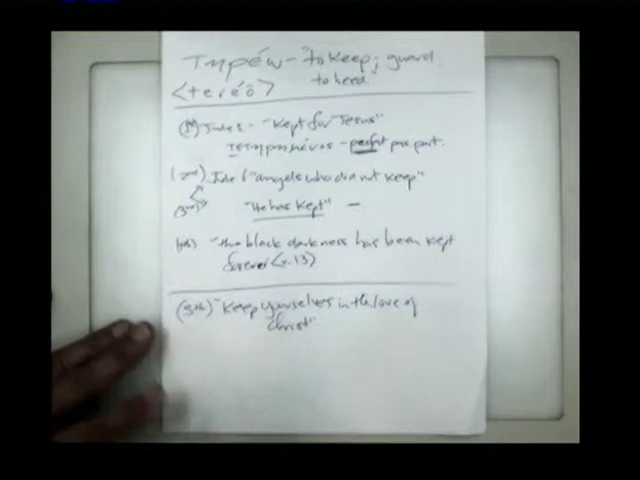 Τηρέω - "to keep; guard
to heed"
<teréō>
(1st) Jude 1 - "Kept for Jesus"
τετηρημένοις - perfect pas. part.
(2nd) Jude 6 "angels who did not keep"
(3rd) "He has kept" -
(4th) "the black darkness has been kept
forever (v. 13)
(5th) "Keep yourselves in the love of
Christ"